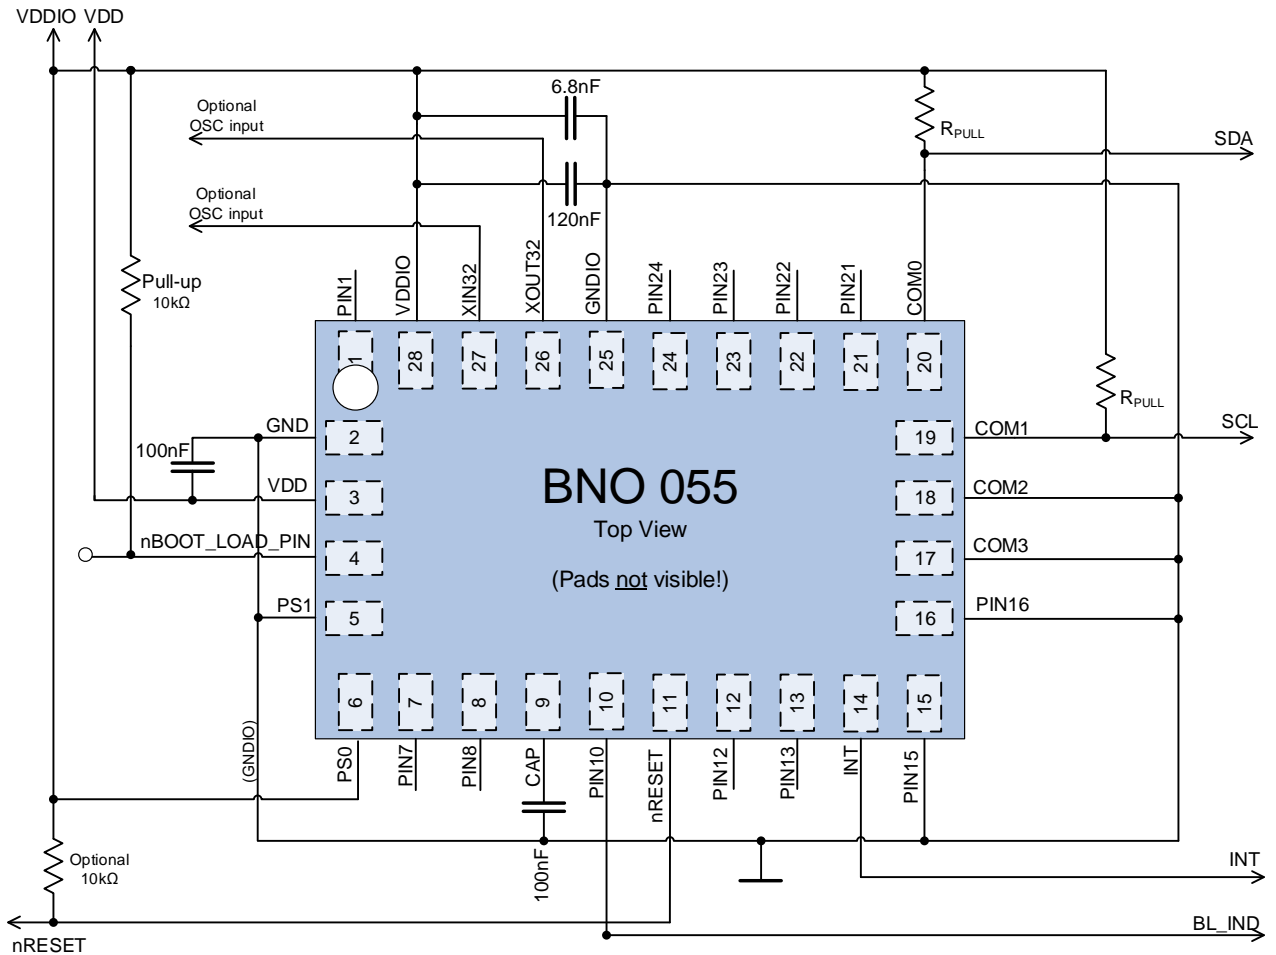 VDDIO VDD
Optional
OSC input
6.8nF
R_PULL
SDA
Optional
OSC input
120nF
Pull-up
10kΩ
PIN1
VDDIO
XIN32
XOUT32
GNDIO
PIN24
PIN23
PIN22
PIN21
COM0
1
28
27
26
25
24
23
22
21
20
R_PULL
GND
2
19
COM1
SCL
100nF
VDD
3
BNO 055
18
COM2
Top View
nBOOT_LOAD_PIN
4
17
COM3
(Pads not visible!)
PS1
5
16
PIN16
6
7
8
9
10
11
12
13
14
15
(GNDIO)
PS0
PIN7
PIN8
CAP
PIN10
nRESET
PIN12
PIN13
INT
PIN15
Optional
10kΩ
100nF
INT
BL_IND
nRESET